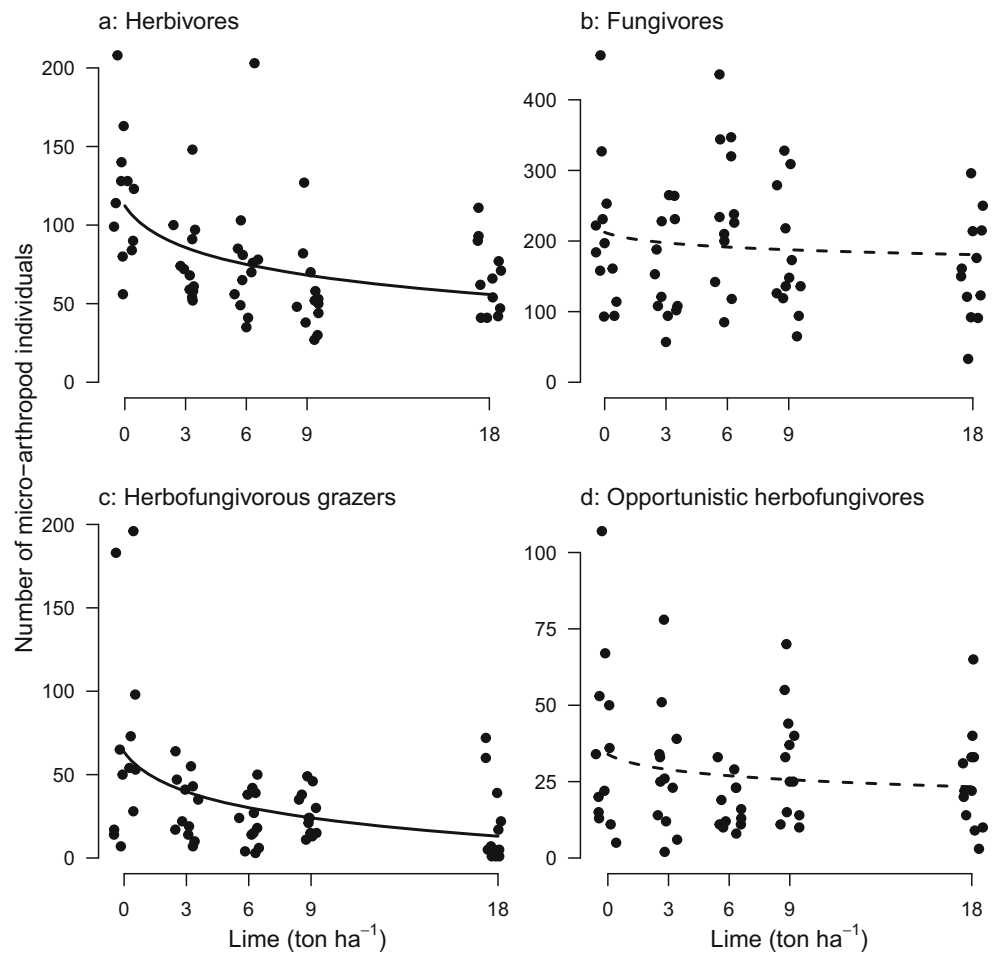 a: Herbivores
b: Fungivores
Number of micro−arthropod individuals
200
150
100
50
0
0 3 6 9 18
400
300
200
100
0
0 3 6 9 18
c: Herbofungivorous grazers
d: Opportunistic herbofungivores
200
150
100
50
0
0 3 6 9 18
Lime (ton ha⁻¹)
100
75
50
25
0
0 3 6 9 18
Lime (ton ha⁻¹)